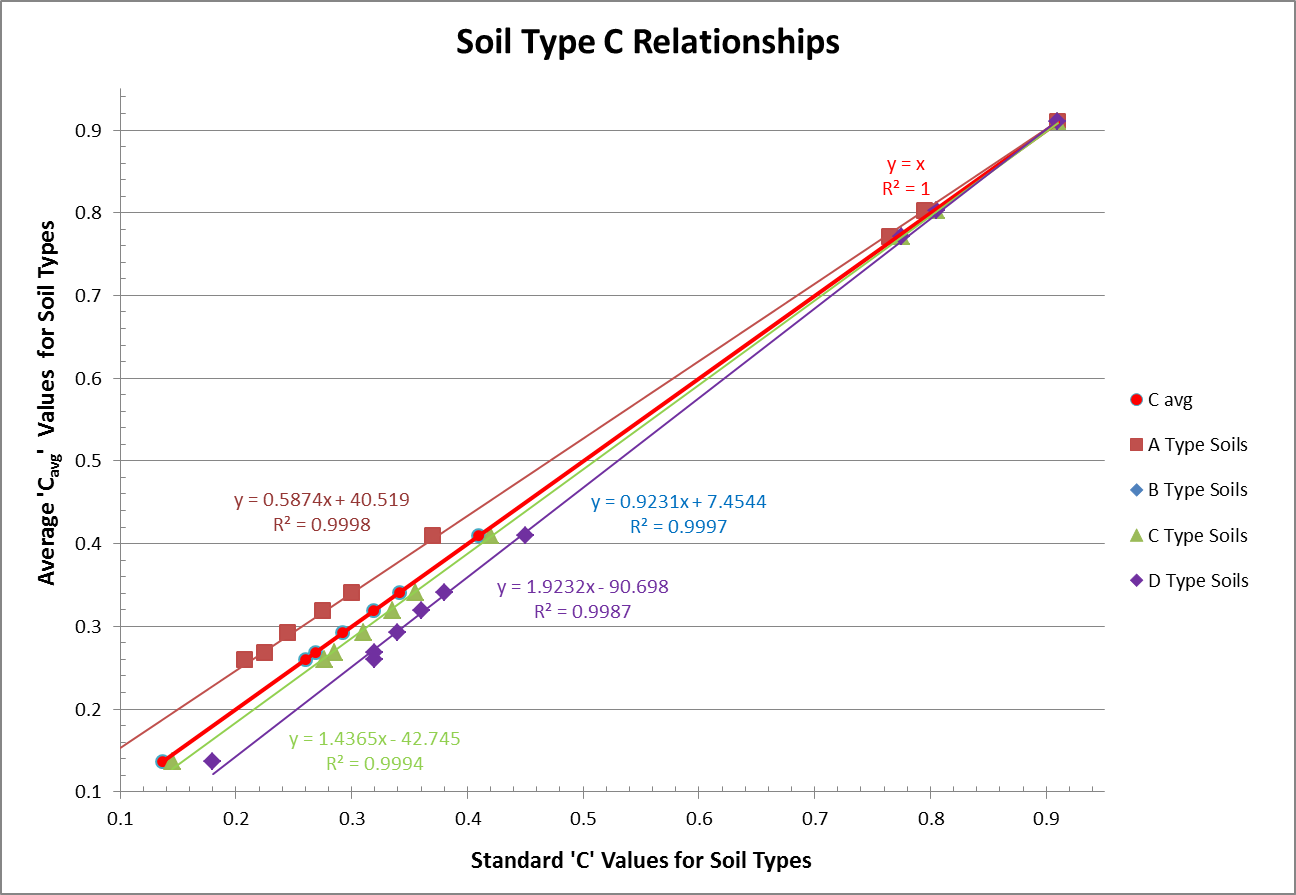 Soil Type C Relationships
Average 'Cavg' Values for Soil Types
0.9
0.8
0.7
0.6
0.5
0.4
0.3
0.2
0.1
y = x
R² = 1
y = 0.5874x + 40.519
R² = 0.9998
y = 0.9231x + 7.4544
R² = 0.9997
y = 1.9232x - 90.698
R² = 0.9987
y = 1.4365x - 42.745
R² = 0.9994
C avg
A Type Soils
B Type Soils
C Type Soils
D Type Soils
0.1 0.2 0.3 0.4 0.5 0.6 0.7 0.8 0.9
Standard 'C' Values for Soil Types